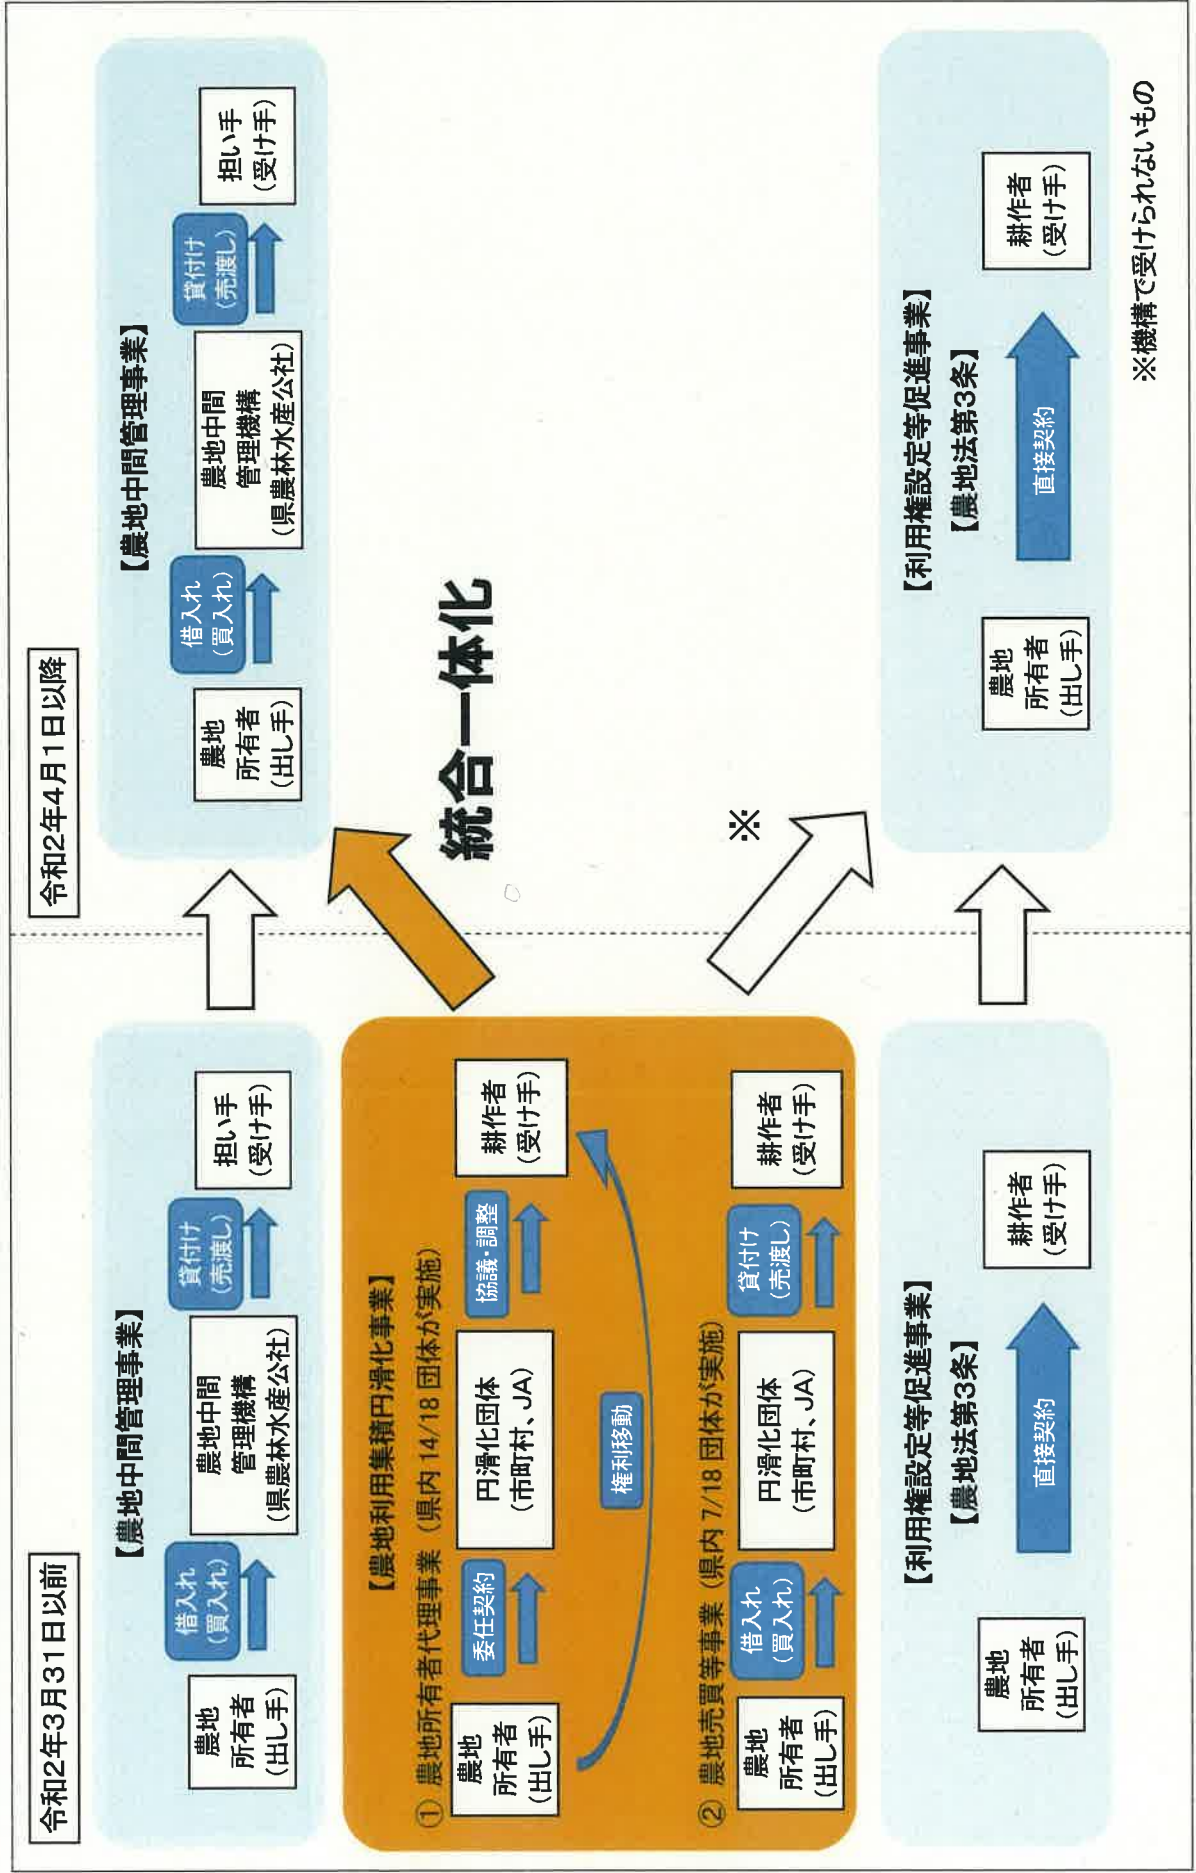 令和2年3月31日以前
【農地中間管理事業】
農地
所有者
(出し手)
借入れ
(買入れ)
農地中間
管理機構
(県農林水産公社)
貸付け
(売渡し)
担い手
(受け手)
【農地利用集積円滑化事業】
① 農地所有者代理事業（県内14/18団体が実施）
農地
所有者
(出し手)
委任契約
円滑化団体
(市町村、JA)
協議・調整
耕作者
(受け手)
権利移動
② 農地売買等事業（県内7/18団体が実施）
農地
所有者
(出し手)
借入れ
(買入れ)
円滑化団体
(市町村、JA)
貸付け
(売渡し)
耕作者
(受け手)
【利用権設定等促進事業】
【農地法第3条】
農地
所有者
(出し手)
直接契約
耕作者
(受け手)
令和2年4月1日以降
【農地中間管理事業】
農地
所有者
(出し手)
借入れ
(買入れ)
農地中間
管理機構
(県農林水産公社)
貸付け
(売渡し)
担い手
(受け手)
統合一体化
※
【利用権設定等促進事業】
【農地法第3条】
農地
所有者
(出し手)
直接契約
耕作者
(受け手)
※機構で受けられないもの